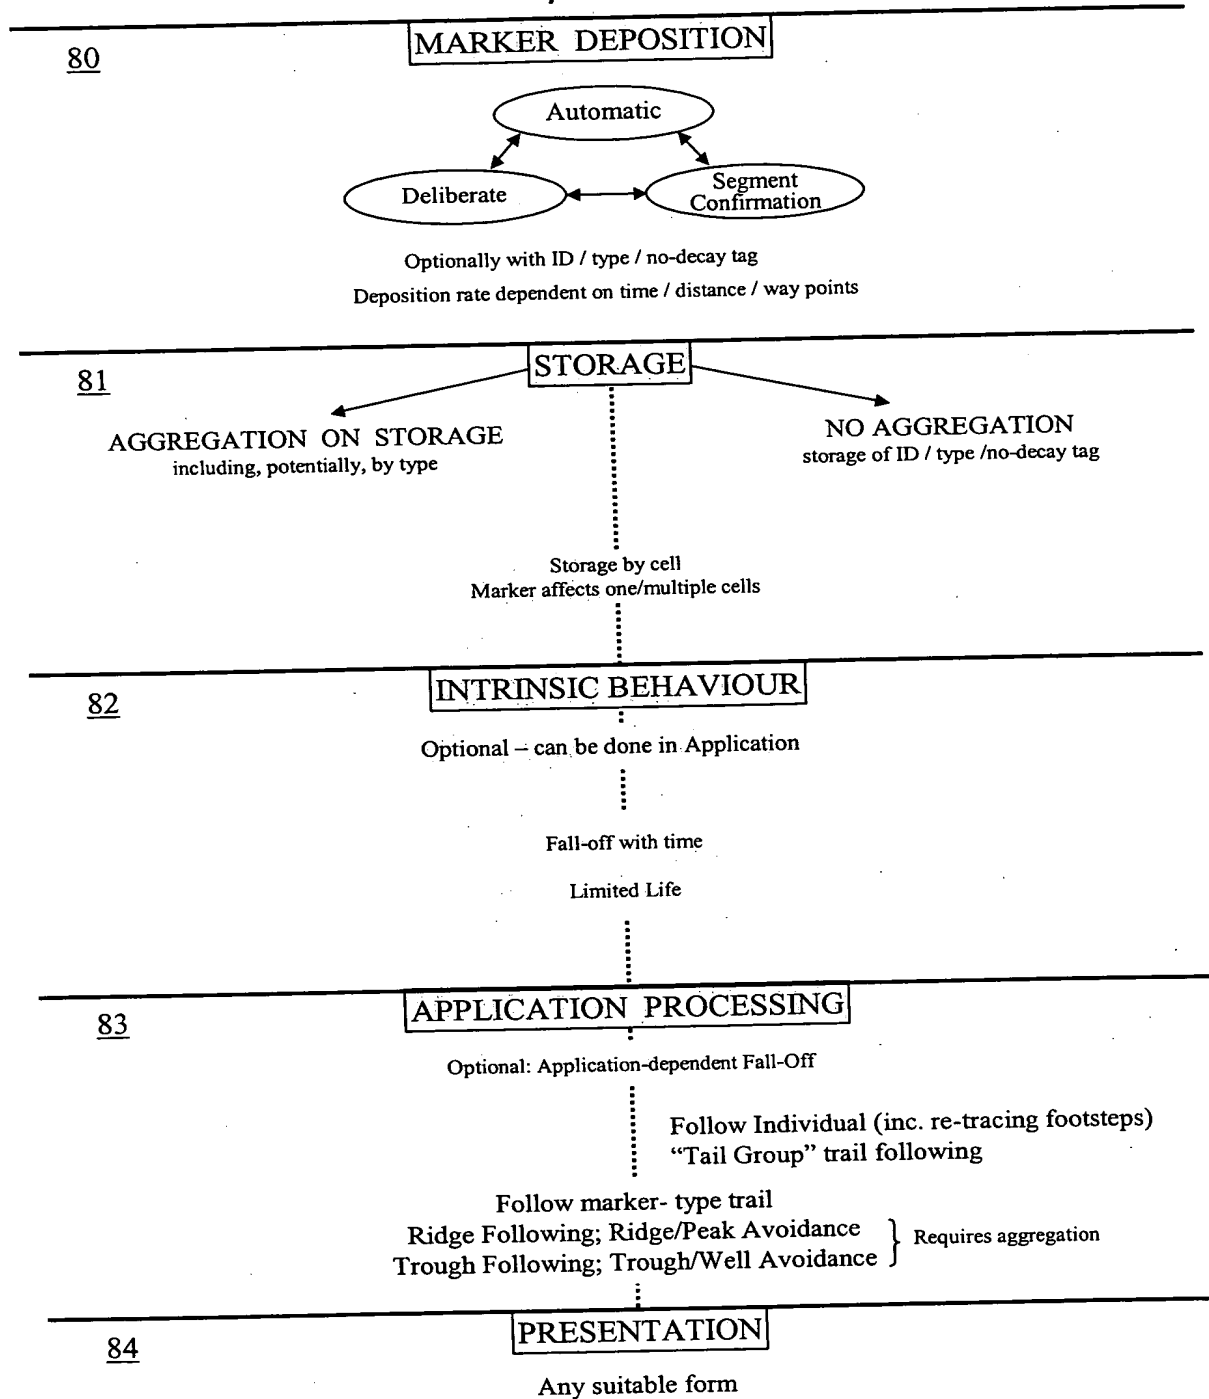 MARKER DEPOSITION
80
Automatic
Deliberate
Segment
Confirmation
Optionally with ID / type / no-decay tag
Deposition rate dependent on time / distance / way points
STORAGE
81
AGGREGATION ON STORAGE
including, potentially, by type
NO AGGREGATION
storage of ID / type /no-decay tag
Storage by cell
Marker affects one/multiple cells
INTRINSIC BEHAVIOUR
82
Optional – can be done in Application
Fall-off with time
Limited Life
APPLICATION PROCESSING
83
Optional: Application-dependent Fall-Off
Follow Individual (inc. re-tracing footsteps)
“Tail Group” trail following
Follow marker- type trail
Ridge Following; Ridge/Peak Avoidance
Trough Following; Trough/Well Avoidance
Requires aggregation
PRESENTATION
84
Any suitable form